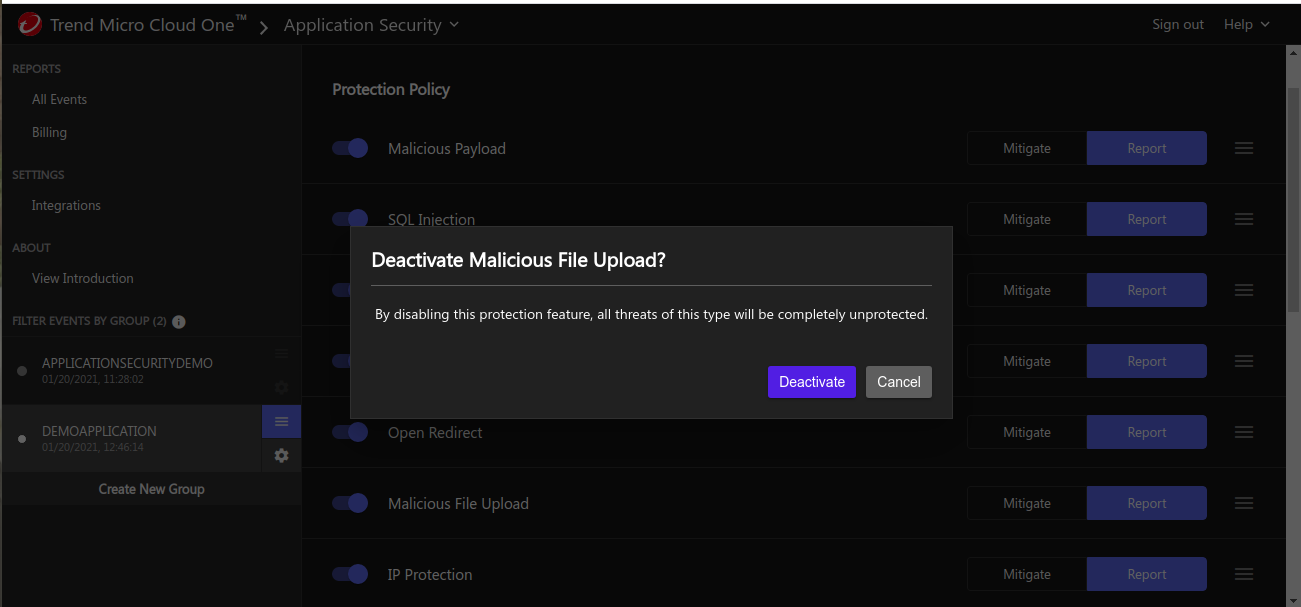 Trend Micro Cloud One™ Application Security
Sign out Help
REPORTS
All Events
Billing
SETTINGS
Integrations
ABOUT
View Introduction
FILTER EVENTS BY GROUP (2)
APPLICATIONSECURITYDEMO
01/20/2021, 11:28:02
DEMOAPPLICATION
01/20/2021, 12:46:14
Create New Group
Protection Policy
Malicious Payload Mitigate Report
SQL Injection Mitigate Report
Mitigate Report
Mitigate Report
Open Redirect Mitigate Report
Malicious File Upload Mitigate Report
IP Protection Mitigate Report
Deactivate Malicious File Upload?
By disabling this protection feature, all threats of this type will be completely unprotected.
Deactivate Cancel